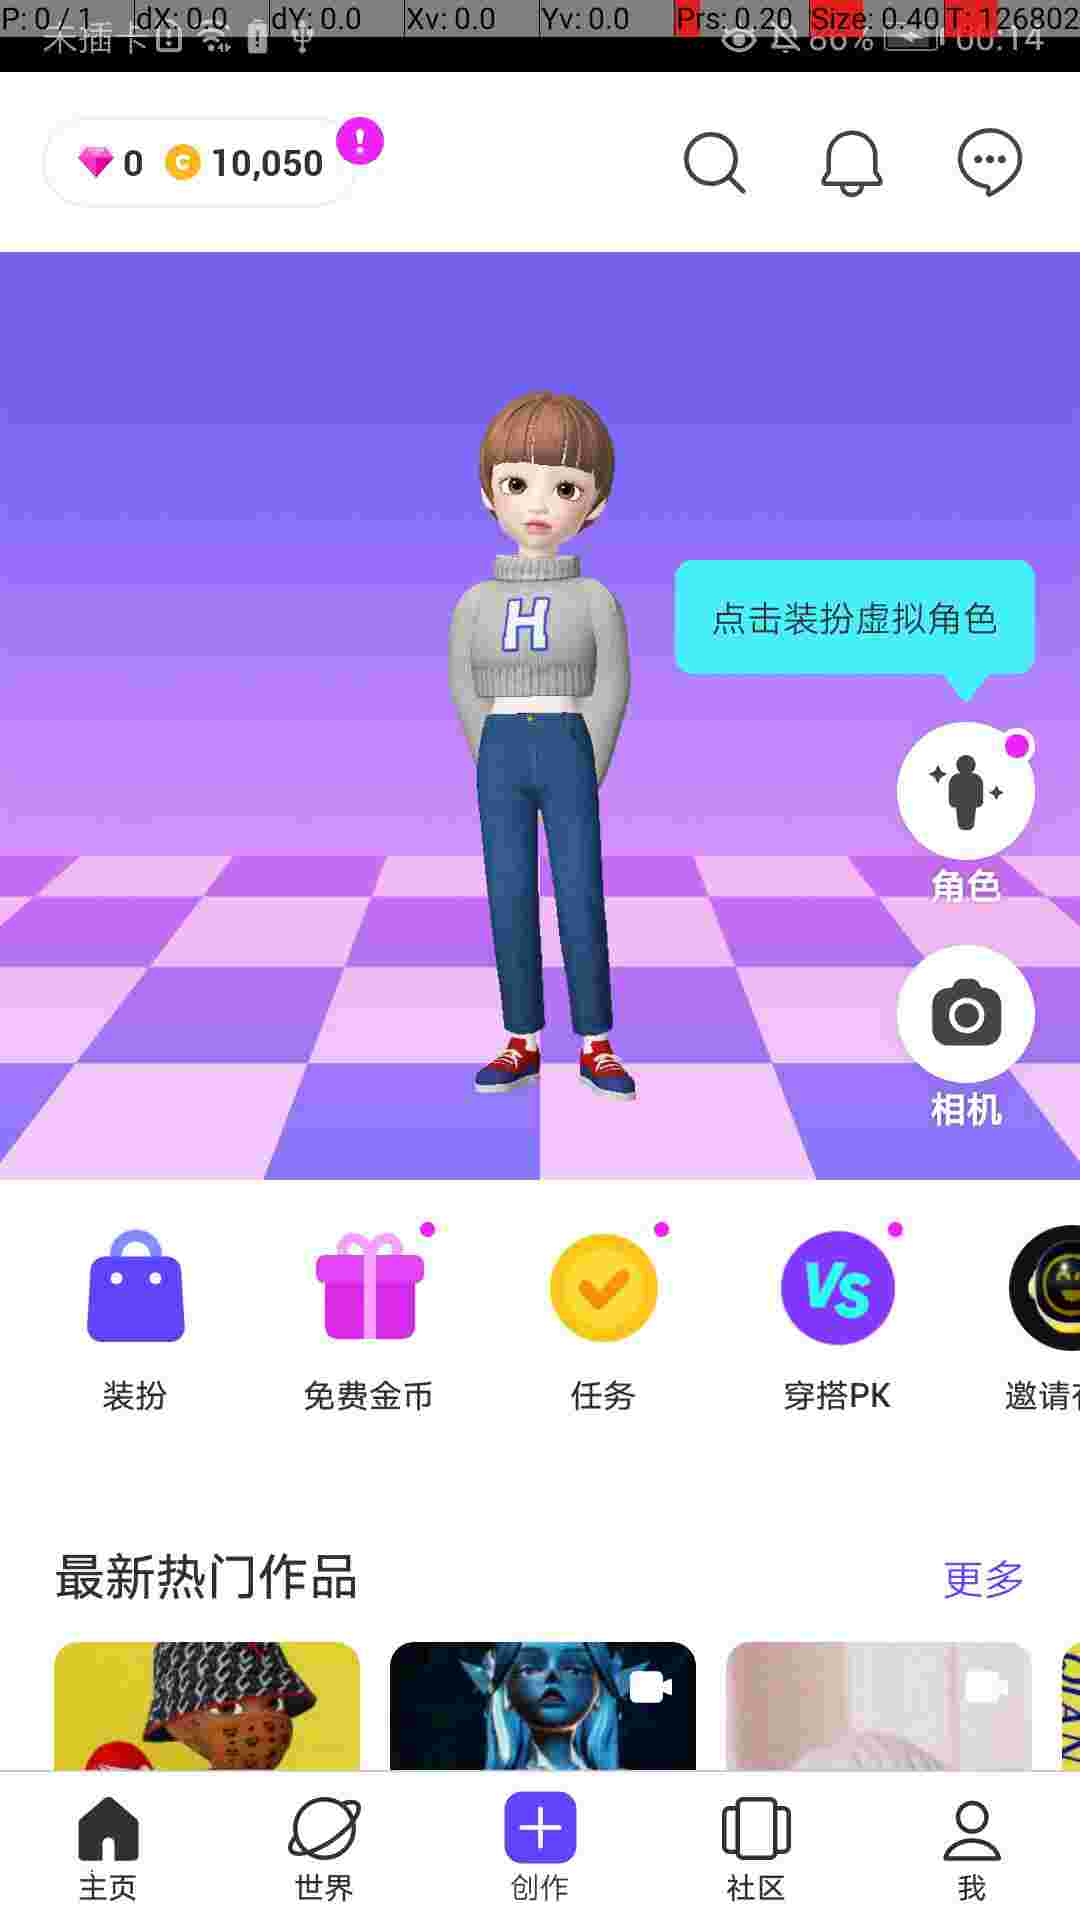 P: 0 / 1 dX: 0.0 dY: 0.0 Xv: 0.0 Yv: 0.0 Prs: 0.20 Size: 0.40 T: 126802
未插卡 86% 00:14
0 C 10,050 !
H
点击装扮虚拟角色
角色
相机
VS
装扮 免费金币 任务 穿搭PK 邀请
最新热门作品 更多
主页 世界 创作 社区 我